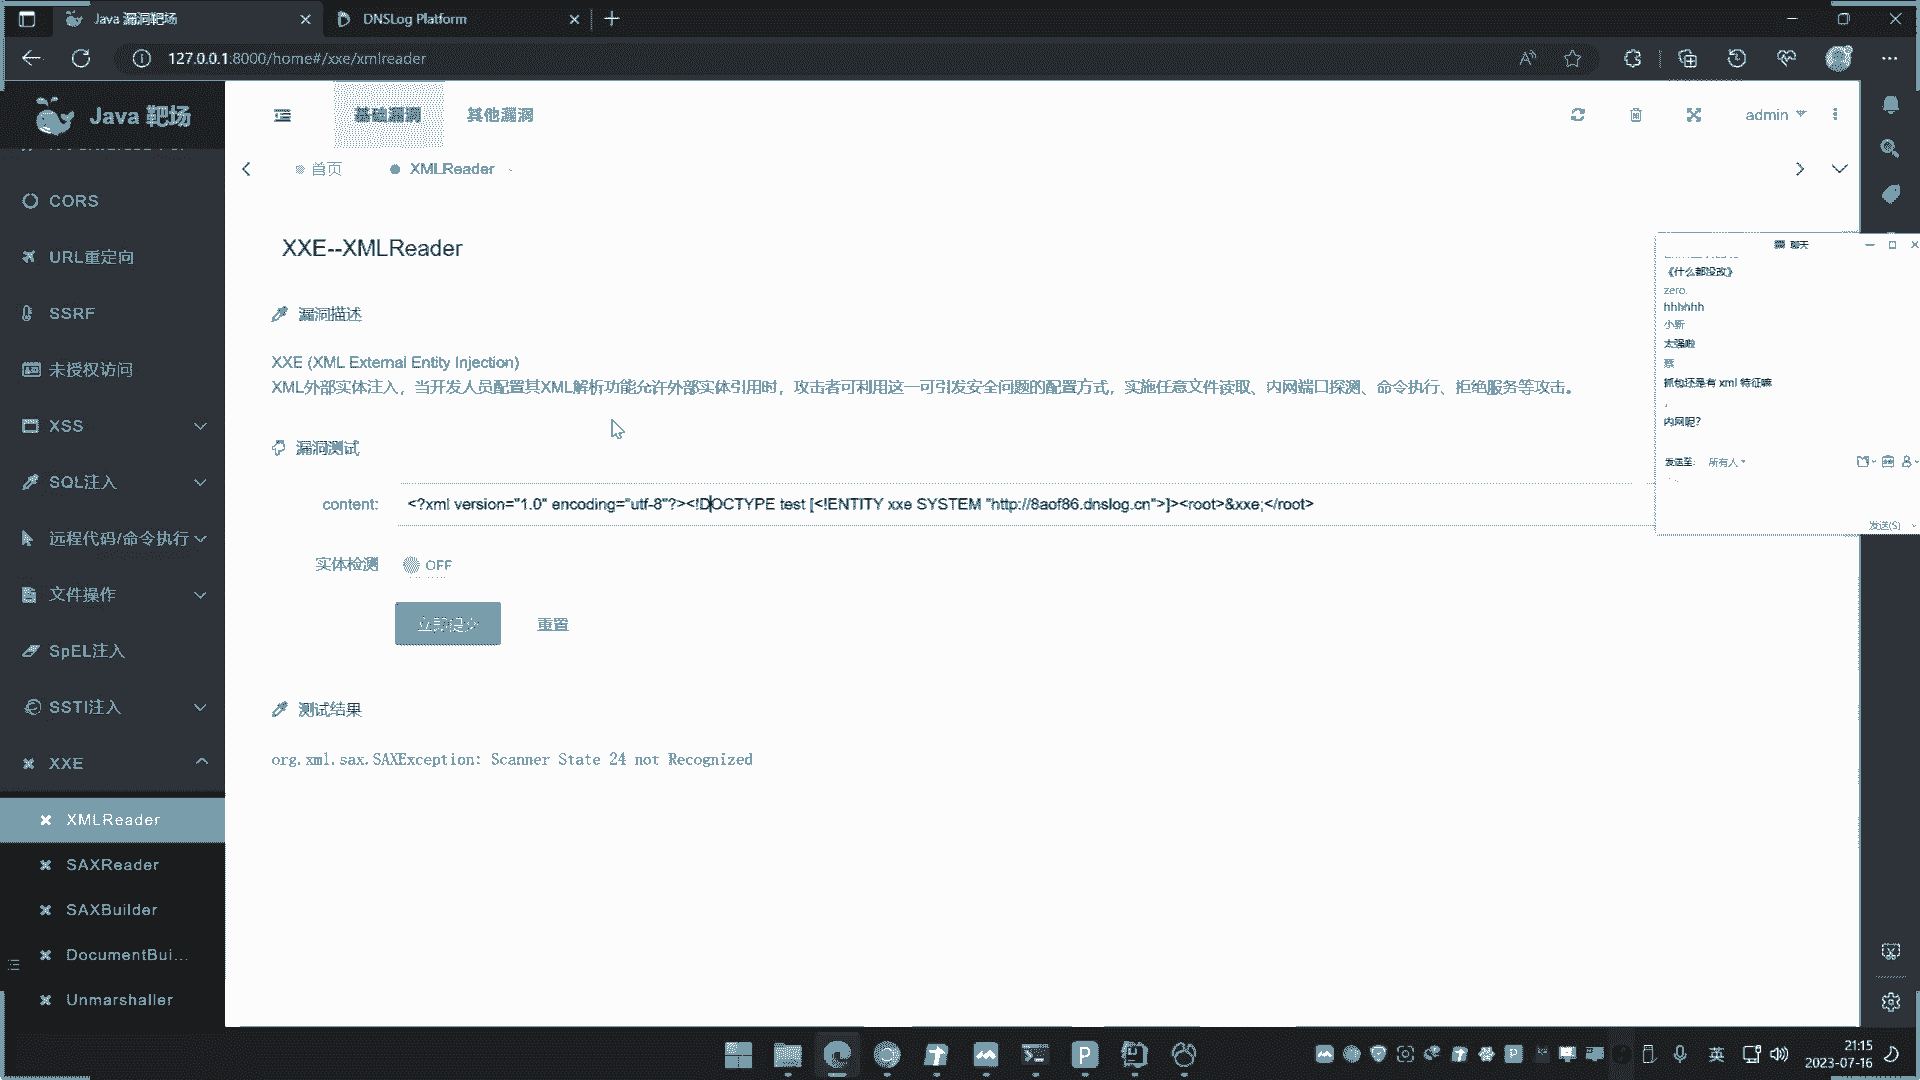 Java 漏洞靶场
DNSLog Platform
127.0.0.1:8000/home#/xxe/xmlreader
Java 靶场
基础漏洞
其他漏洞
admin
首页
XMLReader
CORS
URL重定向
SSRF
未授权访问
XSS
SQL注入
远程代码/命令执行
文件操作
SpEL注入
SSTI注入
XXE
XMLReader
SAXReader
SAXBuilder
DocumentBui...
Unmarshaller
XXE--XMLReader
漏洞描述
XXE (XML External Entity Injection)
XML外部实体注入，当开发人员配置其XML解析功能允许外部实体引用时，攻击者可利用这一可引发安全问题的配置方式，实施任意文件读取、内网端口探测、命令执行、拒绝服务等攻击。
漏洞测试
content:
<?xml version="1.0" encoding="utf-8"?><!DOCTYPE test [<!ENTITY xxe SYSTEM "http://8aof86.dnslog.cn">]><root>&xxe;</root>
实体检测
OFF
立即提交
重置
测试结果
org.xml.sax.SAXException: Scanner State 24 not Recognized
聊天
《什么都没改》
zero.
hhhhhh
小新
太强啦
蔡
抓包还是有 xml 特征嘛
内网呢?
发送至:
所有人
发送(S)
英
21:15
2023-07-16